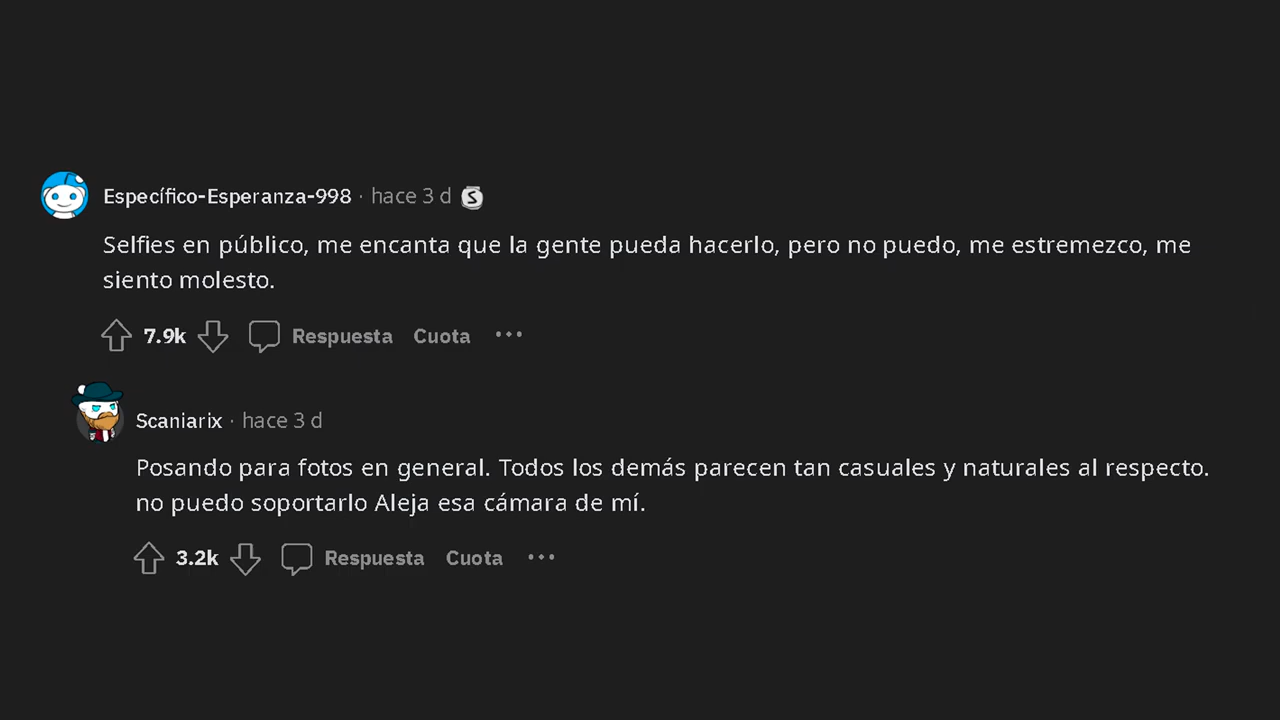 Específico-Esperanza-998 · hace 3 d
Selfies en público, me encanta que la gente pueda hacerlo, pero no puedo, me estremezco, me
siento molesto.
7.9k Respuesta Cuota ...
Scaniarix · hace 3 d
Posando para fotos en general. Todos los demás parecen tan casuales y naturales al respecto.
no puedo soportarlo Aleja esa cámara de mí.
3.2k Respuesta Cuota ...